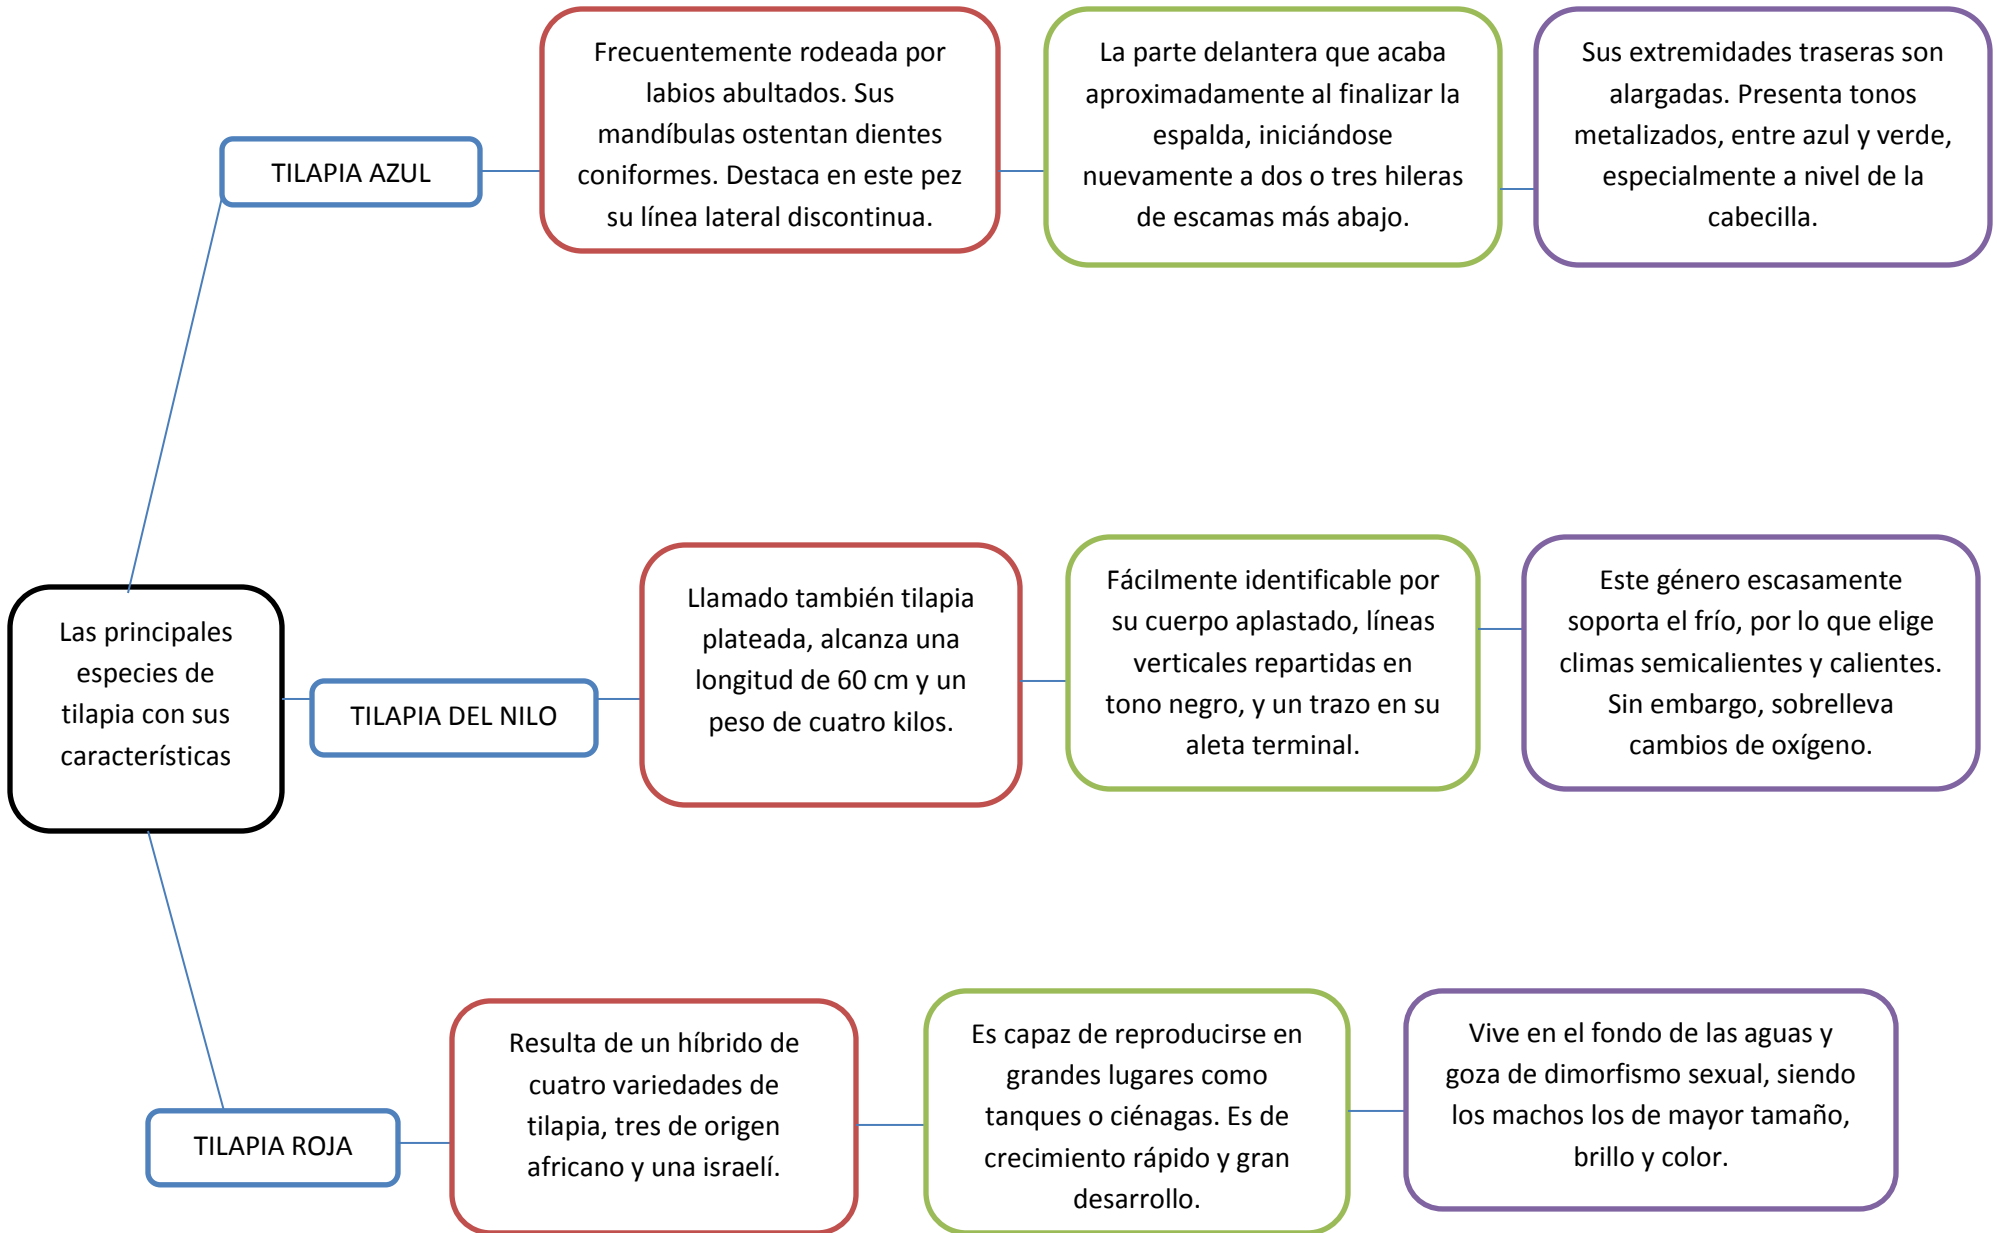 Frecuentemente rodeada por
labios abultados. Sus
mandíbulas ostentan dientes
coniformes. Destaca en este pez
su línea lateral discontinua.
La parte delantera que acaba
aproximadamente al finalizar la
espalda, iniciándose
nuevamente a dos o tres hileras
de escamas más abajo.
Sus extremidades traseras son
alargadas. Presenta tonos
metalizados, entre azul y verde,
especialmente a nivel de la
cabecilla.
TILAPIA AZUL
Las principales
especies de
tilapia con sus
características
TILAPIA DEL NILO
Llamado también tilapia
plateada, alcanza una
longitud de 60 cm y un
peso de cuatro kilos.
Fácilmente identificable por
su cuerpo aplastado, líneas
verticales repartidas en
tono negro, y un trazo en su
aleta terminal.
Este género escasamente
soporta el frío, por lo que elige
climas semicalientes y calientes.
Sin embargo, sobrelleva
cambios de oxígeno.
TILAPIA ROJA
Resulta de un híbrido de
cuatro variedades de
tilapia, tres de origen
africano y una israelí.
Es capaz de reproducirse en
grandes lugares como
tanques o ciénagas. Es de
crecimiento rápido y gran
desarrollo.
Vive en el fondo de las aguas y
goza de dimorfismo sexual, siendo
los machos los de mayor tamaño,
brillo y color.